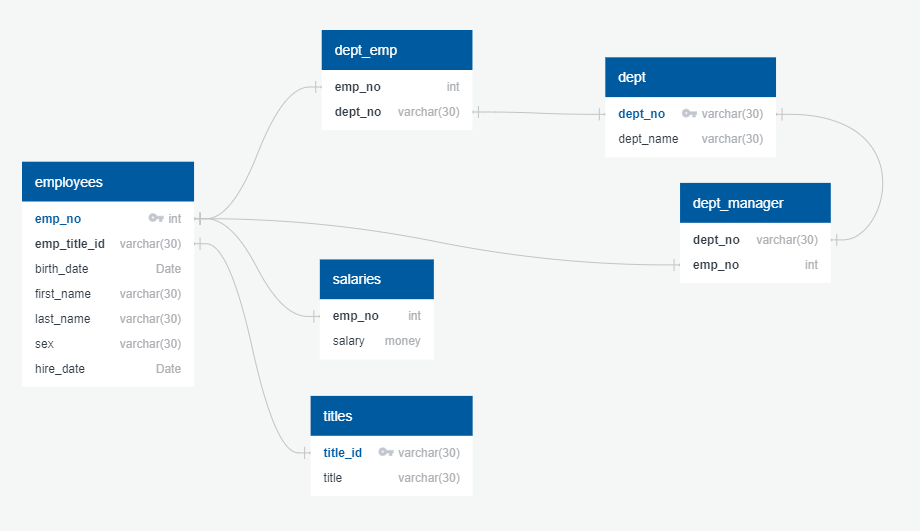 dept_emp
emp_no int
dept_no varchar(30)
dept
dept_no varchar(30)
dept_name varchar(30)
employees
emp_no int
emp_title_id varchar(30)
birth_date Date
first_name varchar(30)
last_name varchar(30)
sex varchar(30)
hire_date Date
dept_manager
dept_no varchar(30)
emp_no int
salaries
emp_no int
salary money
titles
title_id varchar(30)
title varchar(30)